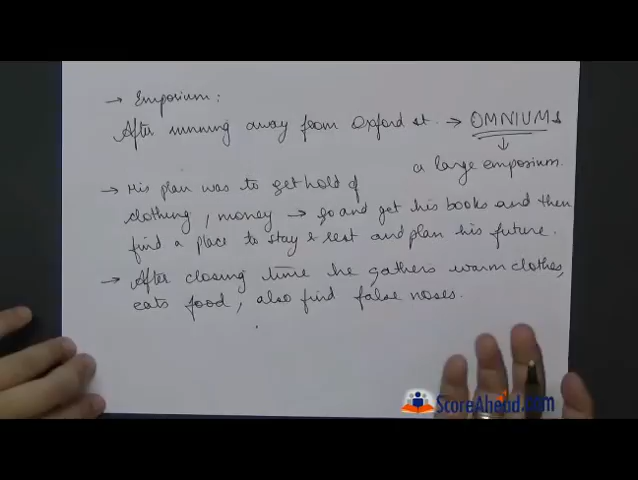 → Emporium:
After running away from Oxford st. → OMNIUMs
↓
a large emporium.
→ His plan was to get hold of
clothing, money → go and get his books and then
find a place to stay & rest and plan his future.
→ After closing time he gathers warm clothes,
eats food, also find false noses.
ScoreAhead.com